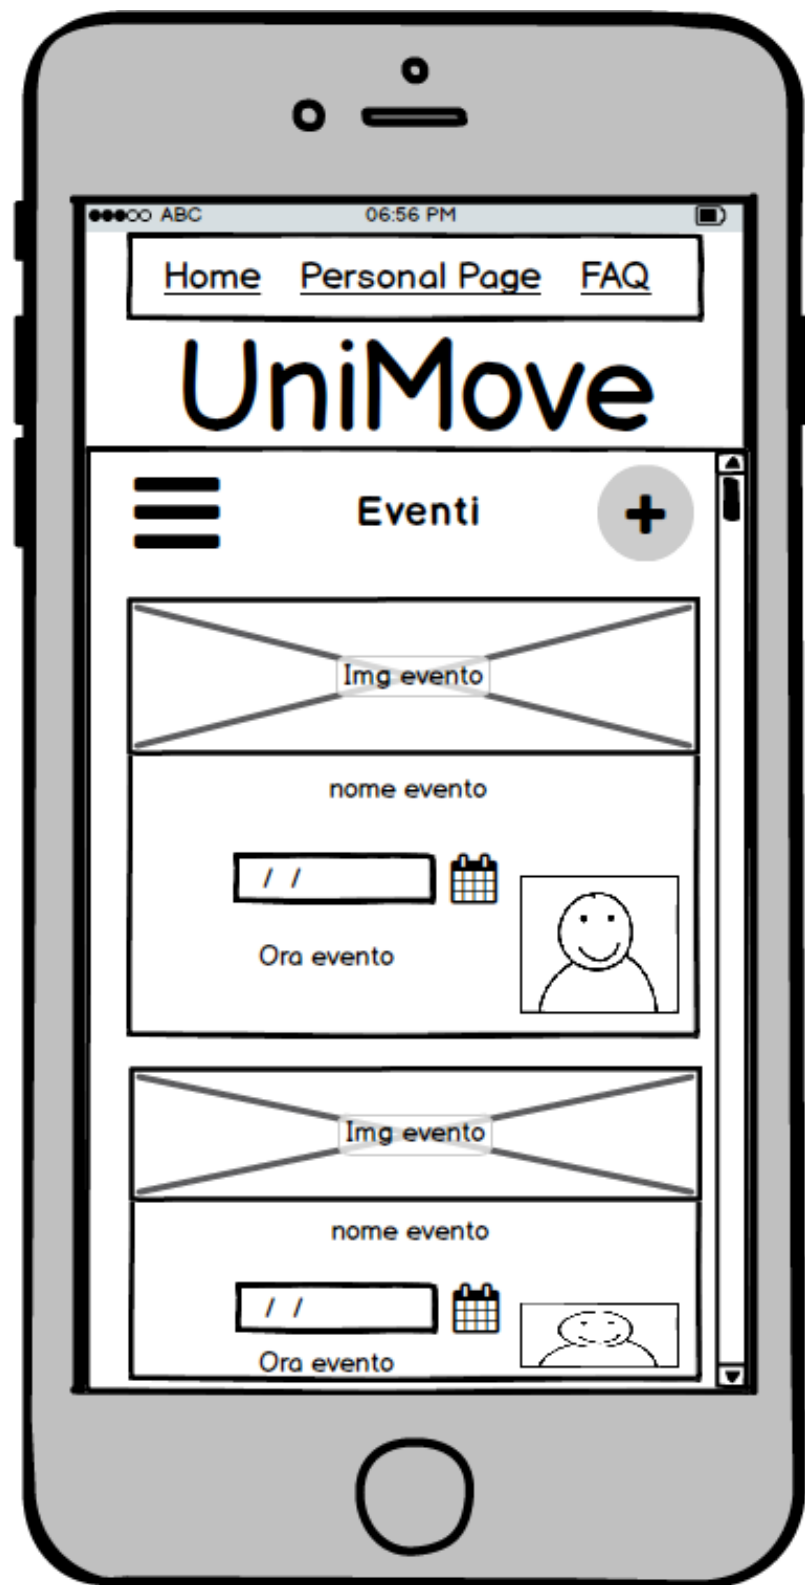 ABC 06:56 PM
Home Personal Page FAQ
UniMove
Eventi +
Img evento
nome evento
/ /
Ora evento
Img evento
nome evento
/ /
Ora evento